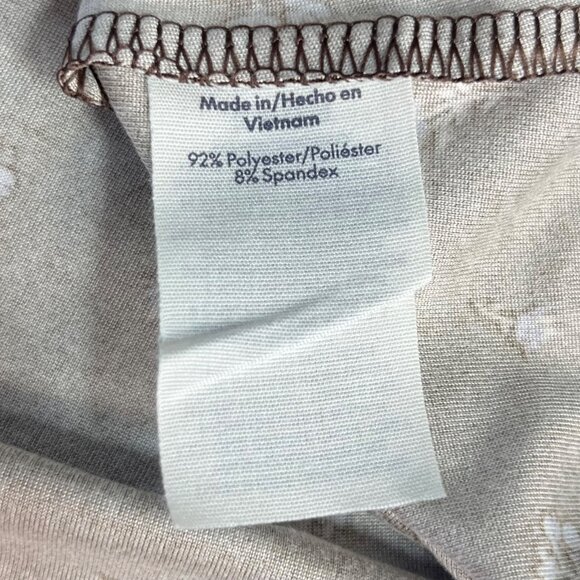 Made in/Hecho en
Vietnam
92% Polyester/Poliéster
8% Spandex